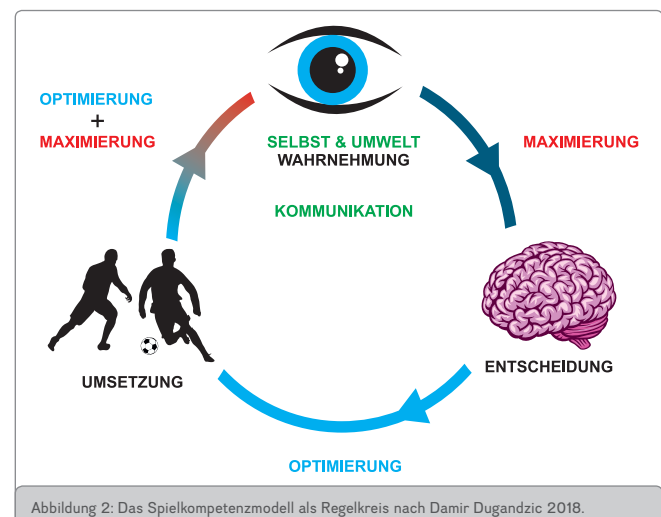 OPTIMIERUNG
+
MAXIMIERUNG
SELBST & UMWELT
WAHRNEHMUNG
KOMMUNIKATION
MAXIMIERUNG
UMSETZUNG
ENTSCHEIDUNG
OPTIMIERUNG
Abbildung 2: Das Spielkompetenzmodell als Regelkreis nach Damir Dugandzic 2018.